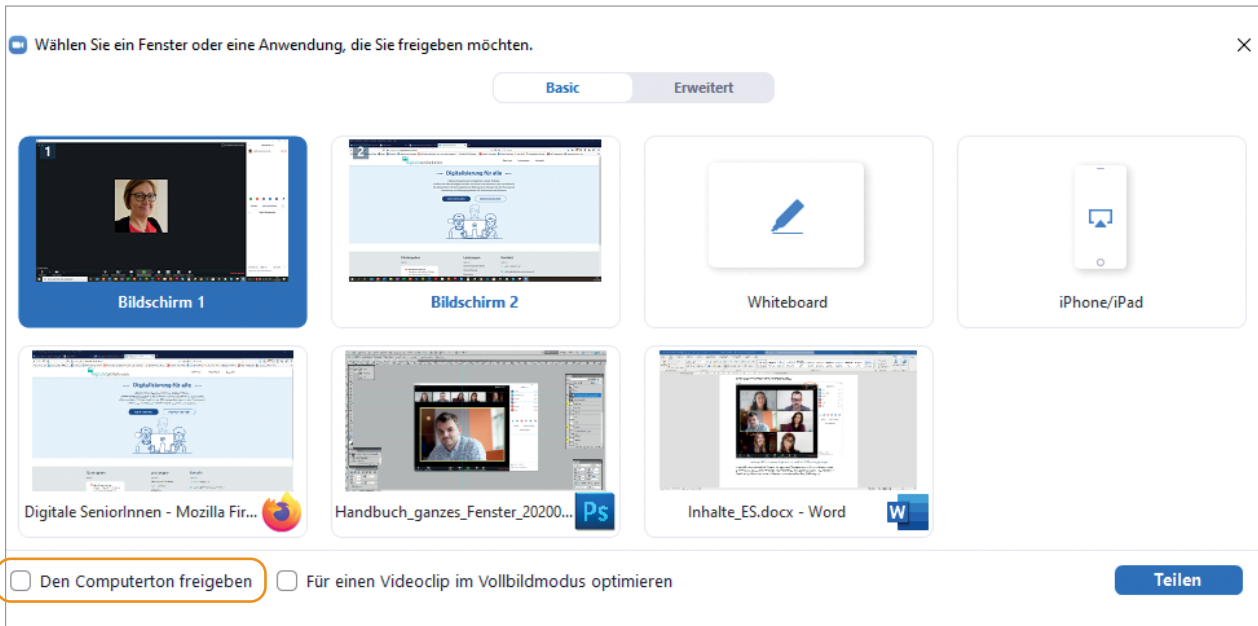 Wählen Sie ein Fenster oder eine Anwendung, die Sie freigeben möchten.
Basic
Erweitert
1
Bildschirm 1
2
Digitalisierung für alle
Bildschirm 2
Whiteboard
iPhone/iPad
Digitalisierung für alle
Digitale SeniorInnen - Mozilla Fir...
Handbuch_ganzes_Fenster_20200...
Ps
Inhalte_ES.docx - Word
W
Den Computerton freigeben
Für einen Videoclip im Vollbildmodus optimieren
Teilen